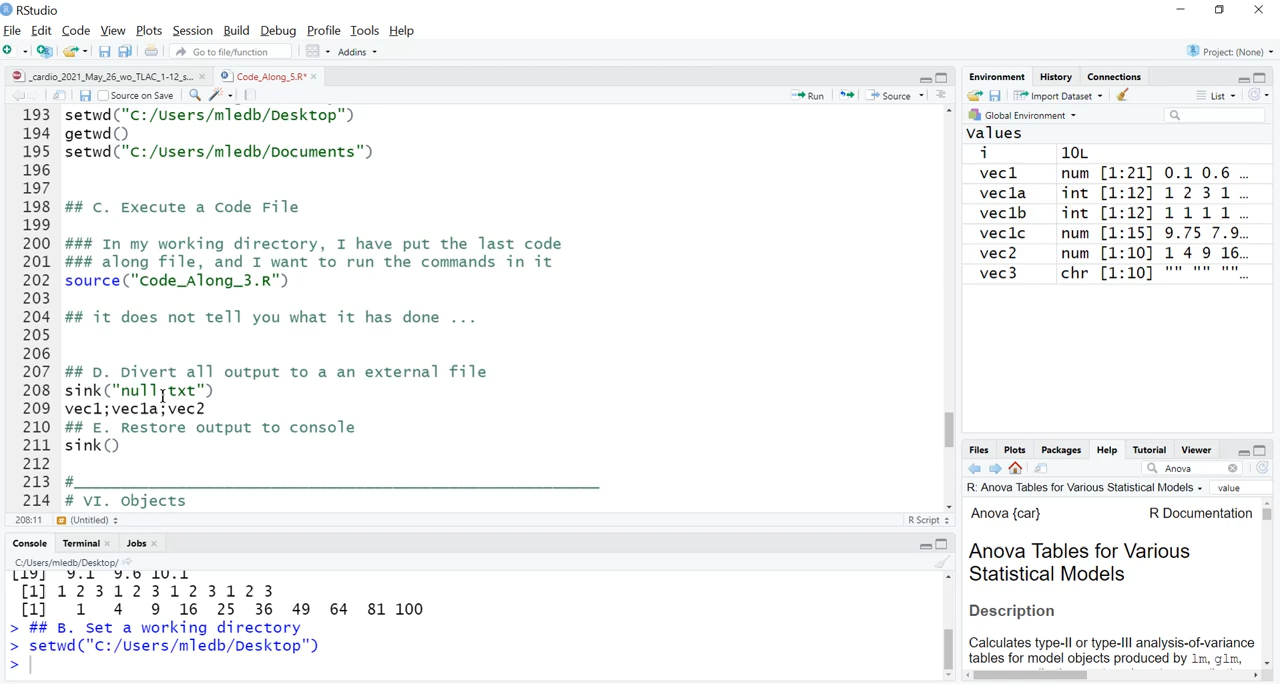 RStudio
File Edit Code View Plots Session Build Debug Profile Tools Help
Go to file/function Addins Project: (None)
_cardio_2021_May_26_wo_TLAC_1-12_s... Code_Along_5.R*
Source on Save Run Source
193 setwd("C:/Users/mledb/Desktop")
194 getwd()
195 setwd("C:/Users/mledb/Documents")
196
197
198 ## C. Execute a Code File
199
200 ### In my working directory, I have put the last code
201 ### along file, and I want to run the commands in it
202 source("Code_Along_3.R")
203
204 ## it does not tell you what it has done ...
205
206
207 ## D. Divert all output to a an external file
208 sink("null.txt")
209 vec1;vec1a;vec2
210 ## E. Restore output to console
211 sink()
212
213 #
214 # VI. Objects
208:11 (Untitled) R Script
Console Terminal Jobs
C:/Users/mledb/Desktop/
[19] 9.1 9.6 10.1
[1] 1 2 3 1 2 3 1 2 3 1 2 3
[1] 1 4 9 16 25 36 49 64 81 100
> ## B. Set a working directory
> setwd("C:/Users/mledb/Desktop")
>
Environment History Connections
Import Dataset List
Global Environment
Values
i 10L
vec1 num [1:21] 0.1 0.6 ...
vec1a int [1:12] 1 2 3 1 ...
vec1b int [1:12] 1 1 1 1 ...
vec1c num [1:15] 9.75 7.9...
vec2 num [1:10] 1 4 9 16...
vec3 chr [1:10] "" "" ""...
Files Plots Packages Help Tutorial Viewer
Anova
R: Anova Tables for Various Statistical Models value
Anova {car} R Documentation
Anova Tables for Various
Statistical Models
Description
Calculates type-II or type-III analysis-of-variance
tables for model objects produced by lm, glm,